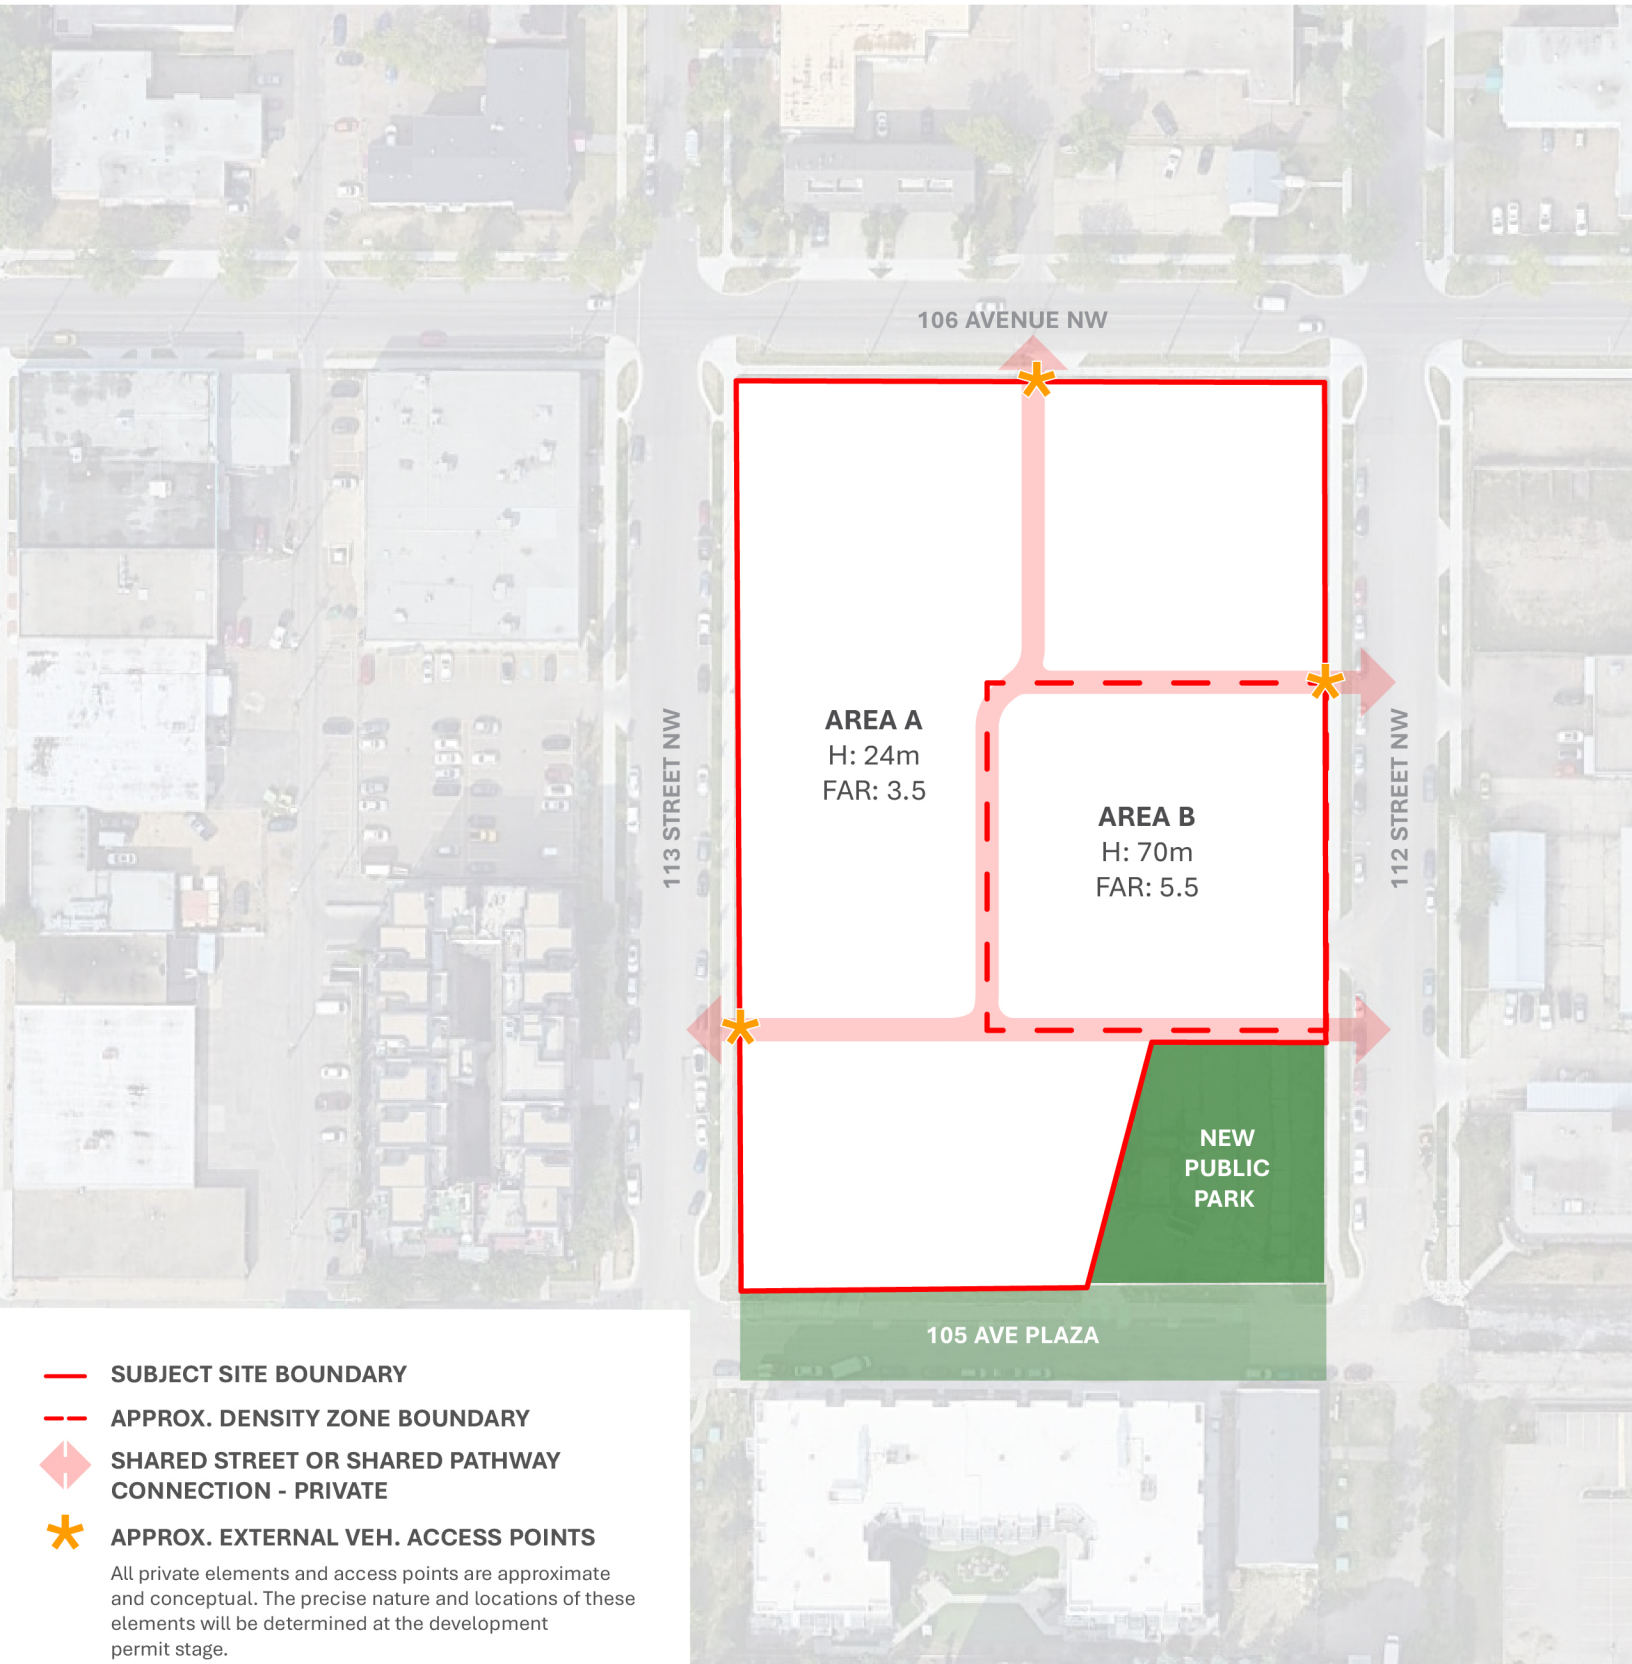 106 AVENUE NW
113 STREET NW
AREA A
H: 24m
FAR: 3.5
AREA B
H: 70m
FAR: 5.5
112 STREET NW
NEW
PUBLIC
PARK
105 AVE PLAZA
SUBJECT SITE BOUNDARY
APPROX. DENSITY ZONE BOUNDARY
SHARED STREET OR SHARED PATHWAY
CONNECTION - PRIVATE
APPROX. EXTERNAL VEH. ACCESS POINTS
All private elements and access points are approximate
and conceptual. The precise nature and locations of these
elements will be determined at the development
permit stage.